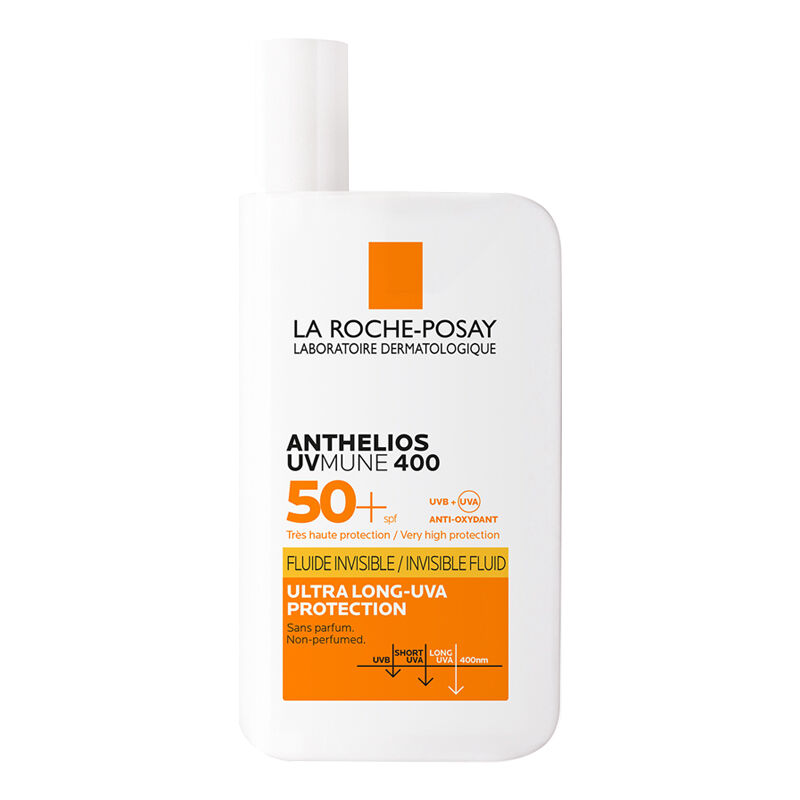 LA ROCHE-POSAY
LABORATOIRE DERMATOLOGIQUE
ANTHELIOS
UVMUNE 400
50+ spf
UVB + UVA
ANTI-OXYDANT
Très haute protection / Very high protection
FLUIDE INVISIBLE / INVISIBLE FLUID
ULTRA LONG-UVA
PROTECTION
Sans parfum.
Non-perfumed.
UVB
SHORT UVA
LONG UVA
400nm